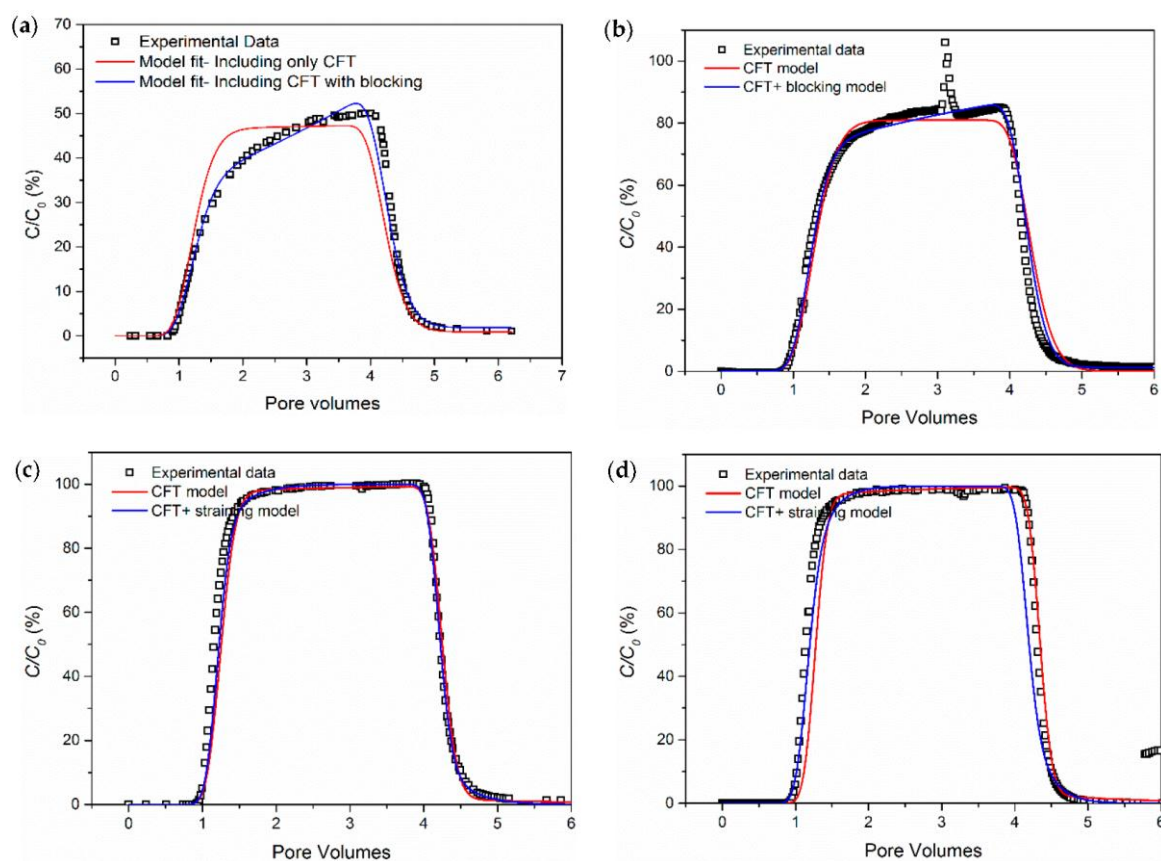 (a)
70
60
50
40
30
20
10
0
C/C0 (%)
Experimental Data
Model fit- Including only CFT
Model fit- Including CFT with blocking
0 1 2 3 4 5 6 7
Pore volumes
(b)
100
80
60
40
20
0
C/C0 (%)
Experimental data
CFT model
CFT+ blocking model
0 1 2 3 4 5 6
Pore Volumes
(c)
100
80
60
40
20
0
C/C0 (%)
Experimental data
CFT model
CFT+ straining model
0 1 2 3 4 5 6
Pore Volumes
(d)
100
80
60
40
20
0
C/C0 (%)
Experimental data
CFT model
CFT+ straining model
0 1 2 3 4 5 6
Pore Volumes